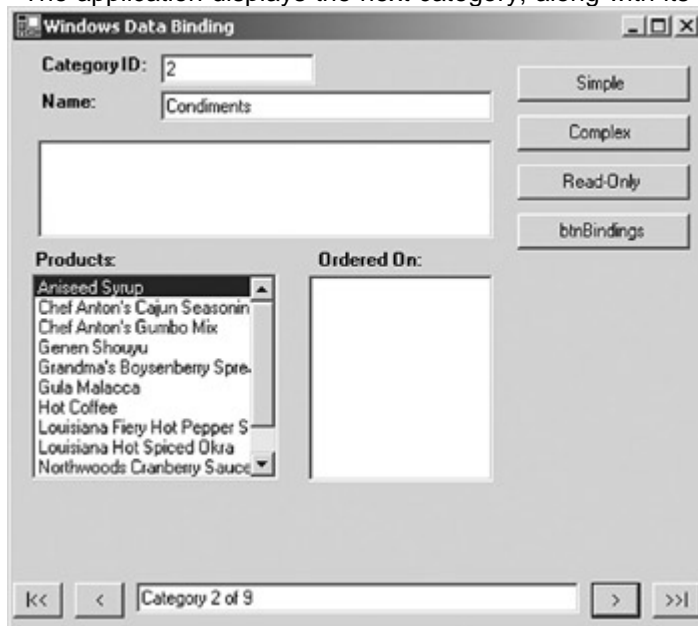 The application displays the next category, along with its
Windows Data Binding
CategoryID: 2
Simple
Name: Condiments
Complex
Read-Only
btnBindings
Products:
Ordered On:
Aniseed Syrup
Chef Anton's Cajun Seasonin
Chef Anton's Gumbo Mix
Genen Shouyu
Grandma's Boysenberry Spre
Gula Malacca
Hot Coffee
Louisiana Fiery Hot Pepper S
Louisiana Hot Spiced Okra
Northwoods Cranberry Sauce
|<< < Category 2 of 9 > >>|